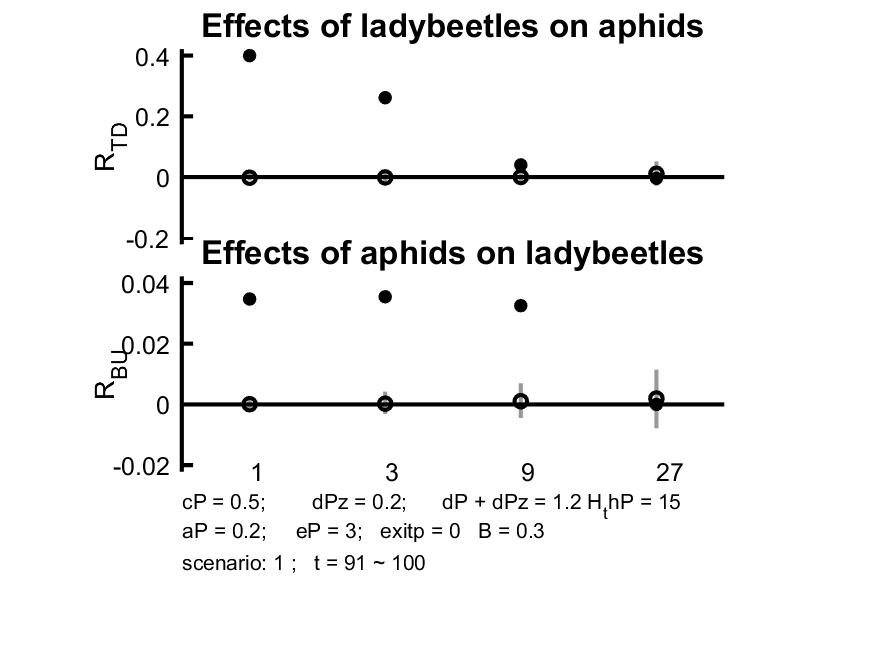 Effects of ladybeetles on aphids
0.4
0.2
0
-0.2
RTD
Effects of aphids on ladybeetles
0.04
0.02
0
-0.02
RBU
1 3 9 27
cP = 0.5; dPz = 0.2; dP + dPz = 1.2 HthP = 15
aP = 0.2; eP = 3; exitp = 0 B = 0.3
scenario: 1 ; t = 91 ~ 100